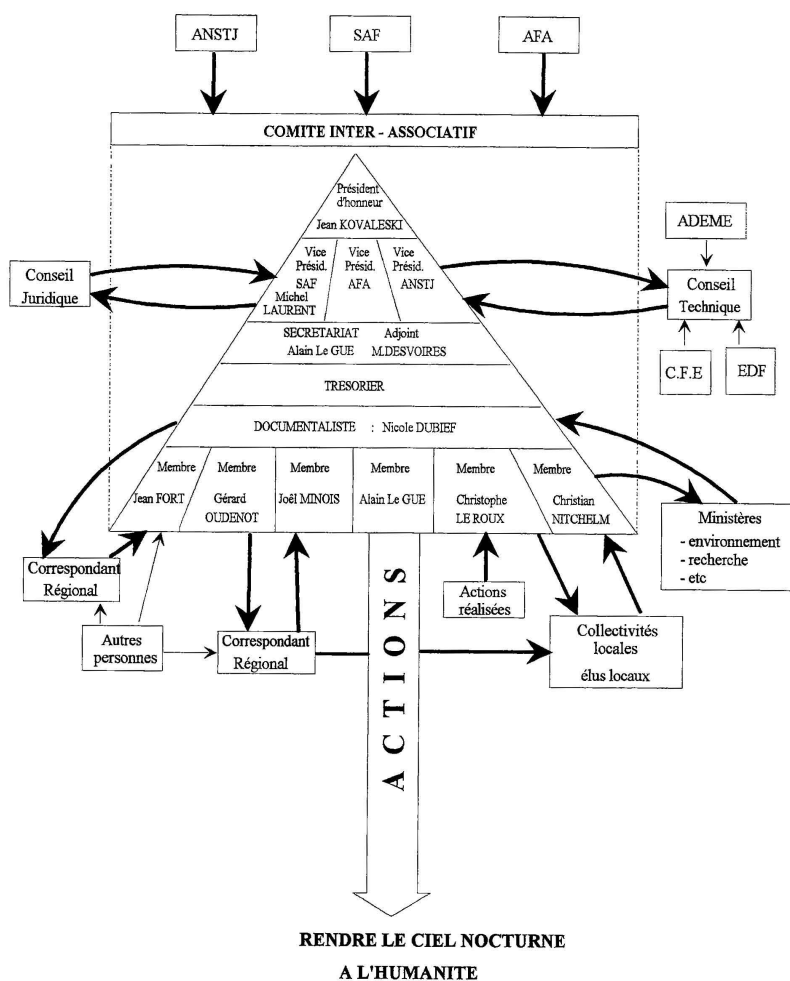 ANSTJ
SAF
AFA
COMITE INTER - ASSOCIATIF
Président
d'honneur
Jean KOVALESKI
Vice
Présid.
SAF
Michel
LAURENT
Vice
Présid.
AFA
Vice
Présid.
ANSTJ
Conseil
Juridique
ADEME
Conseil
Technique
C.F.E
EDF
SECRETARIAT
Alain Le GUE
Adjoint
M.DESVOIRES
TRESORIER
DOCUMENTALISTE : Nicole DUBIEF
Membre
Jean FORT
Membre
Gérard
OUDENOT
Membre
Joël MINOIS
Membre
Alain Le GUE
Membre
Christophe
LE ROUX
Membre
Christian
NITCHELM
Ministères
- environnement
- recherche
- etc
Correspondant
Régional
Autres
personnes
Correspondant
Régional
Actions
réalisées
Collectivités
locales
élus locaux
ACTIONS
RENDRE LE CIEL NOCTURNE
A L'HUMANITE